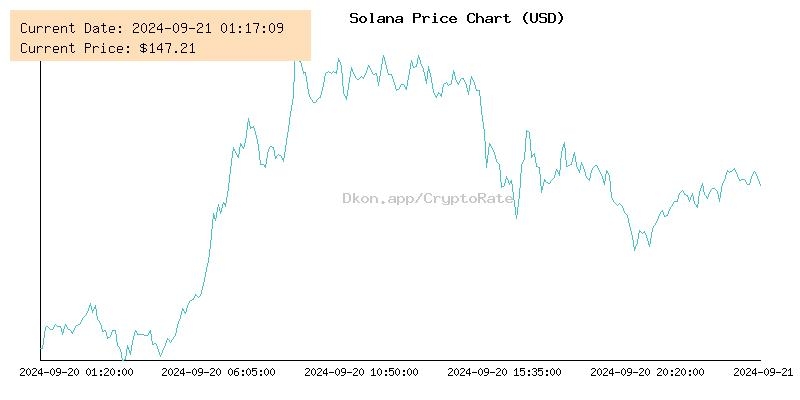 Solana Price Chart (USD)
Current Date: 2024-09-21 01:17:09
Current Price: $147.21
Dkon.app/CryptoRate
2024-09-20 01:20:00
2024-09-20 06:05:00
2024-09-20 10:50:00
2024-09-20 15:35:00
2024-09-20 20:20:00
2024-09-21